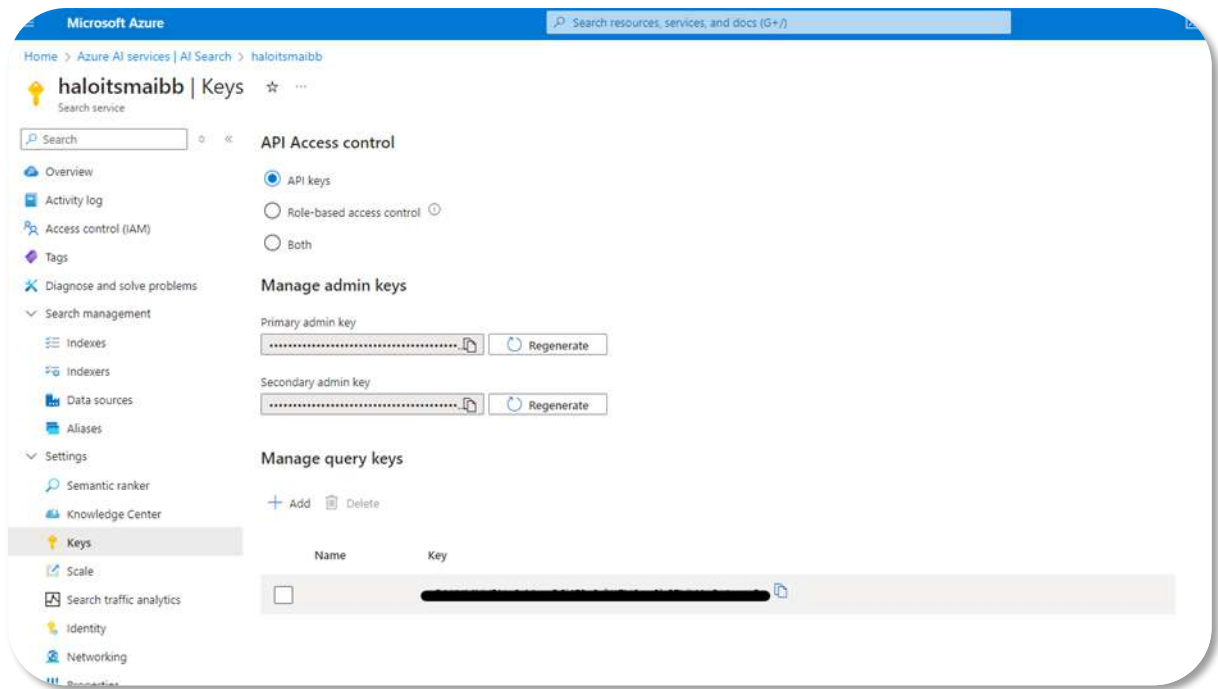 Microsoft Azure
Search resources, services, and docs (G+/)
Home > Azure AI services | AI Search > haloitsmaibb
haloitsmaibb | Keys
Search service
Search
Overview
Activity log
Access control (IAM)
Tags
Diagnose and solve problems
Search management
Indexes
Indexers
Data sources
Aliases
Settings
Semantic ranker
Knowledge Center
Keys
Scale
Search traffic analytics
Identity
Networking
Properties
API Access control
API keys
Role-based access control
Both
Manage admin keys
Primary admin key
Regenerate
Secondary admin key
Regenerate
Manage query keys
Add Delete
Name Key